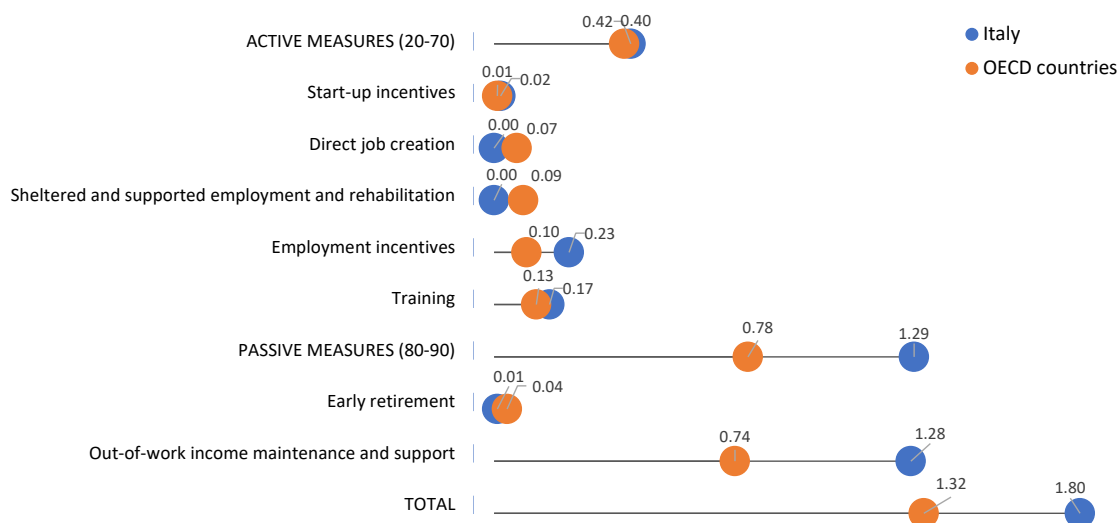 0.42 0.40
ACTIVE MEASURES (20-70)
Italy
OECD countries
0.01
0.02
Start-up incentives
0.00
0.07
Direct job creation
0.00
0.09
Sheltered and supported employment and rehabilitation
0.10
0.23
Employment incentives
0.13
0.17
Training
0.78
1.29
PASSIVE MEASURES (80-90)
0.01
0.04
Early retirement
0.74
1.28
Out-of-work income maintenance and support
1.32
1.80
TOTAL